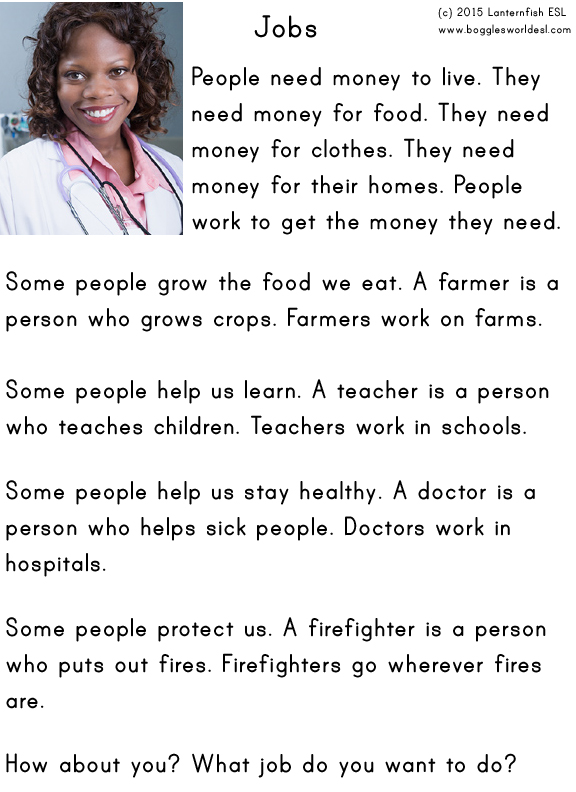 Jobs
(c) 2015 Lanternfish ESL
www.bogglesworldesl.com
People need money to live. They
need money for food. They need
money for clothes. They need
money for their homes. People
work to get the money they need.
Some people grow the food we eat. A farmer is a
person who grows crops. Farmers work on farms.
Some people help us learn. A teacher is a person
who teaches children. Teachers work in schools.
Some people help us stay healthy. A doctor is a
person who helps sick people. Doctors work in
hospitals.
Some people protect us. A firefighter is a person
who puts out fires. Firefighters go wherever fires
are.
How about you? What job do you want to do?